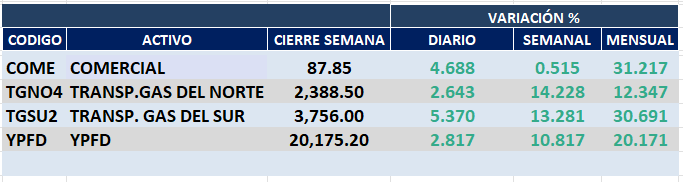 VARIACIÓN %
CODIGO ACTIVO CIERRE SEMANA DIARIO SEMANAL MENSUAL
COME COMERCIAL 87.85 4.688 0.515 31.217
TGNO4 TRANSP.GAS DEL NORTE 2,388.50 2.643 14.228 12.347
TGSU2 TRANSP. GAS DEL SUR 3,756.00 5.370 13.281 30.691
YPFD YPFD 20,175.20 2.817 10.817 20.171